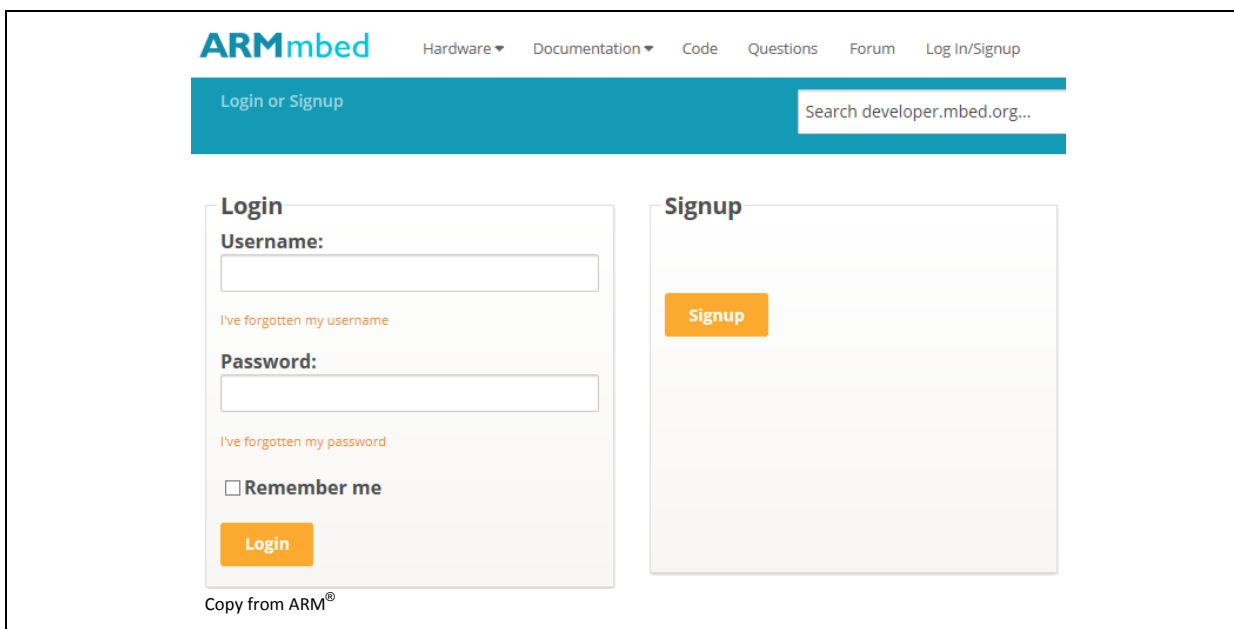 ARMmbed Hardware Documentation Code Questions Forum Log In/Signup
Login or Signup
Search developer.mbed.org...
Login
Username:
I've forgotten my username
Password:
I've forgotten my password
Remember me
Login
Signup
Signup
Copy from ARM®